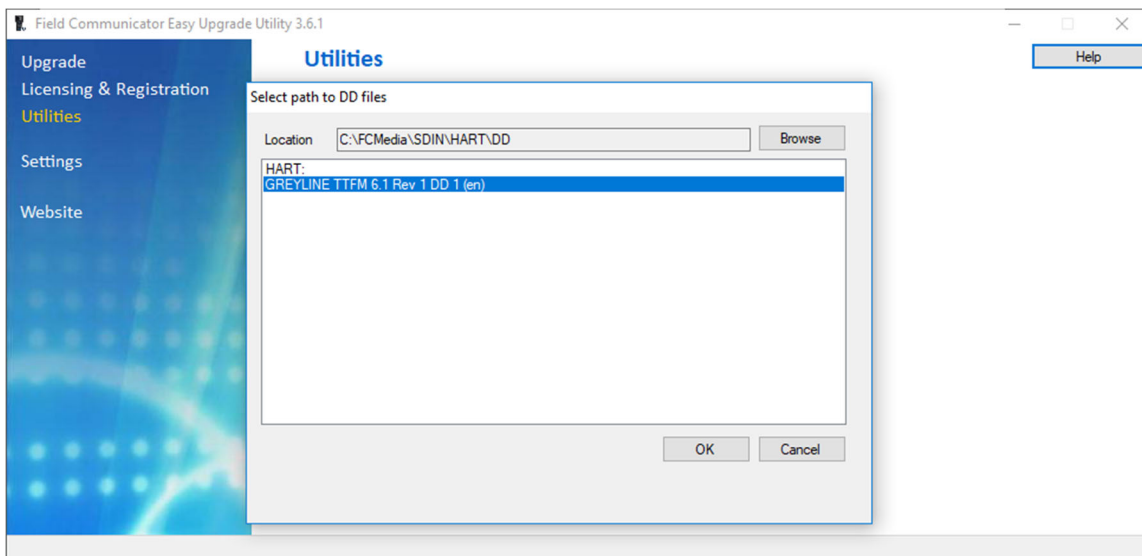 Field Communicator Easy Upgrade Utility 3.6.1
Upgrade
Licensing & Registration
Utilities
Settings
Website
Utilities
Help
Select path to DD files
Location C:\FCMedia\SDIN\HART\DD Browse
HART:
GREYLINE TTFM 6.1 Rev 1 DD 1 (en)
OK Cancel